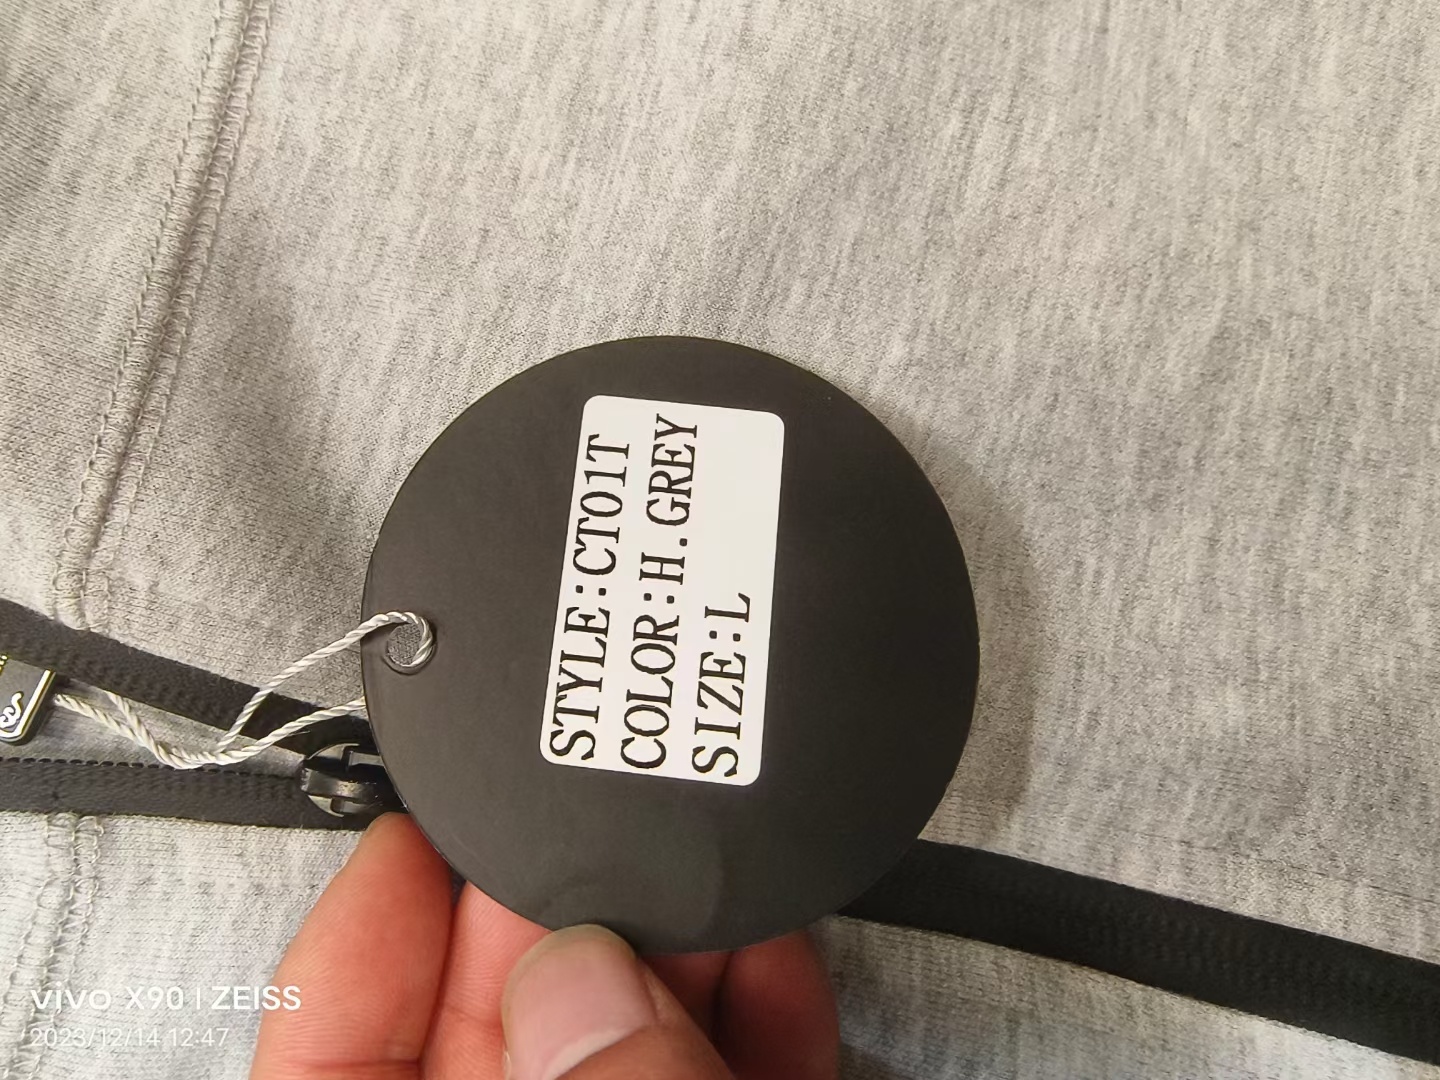 STYLE:CT01T
COLOR:H.GREY
SIZE:L
vivo X90 | ZEISS
2023/12/14 12:47